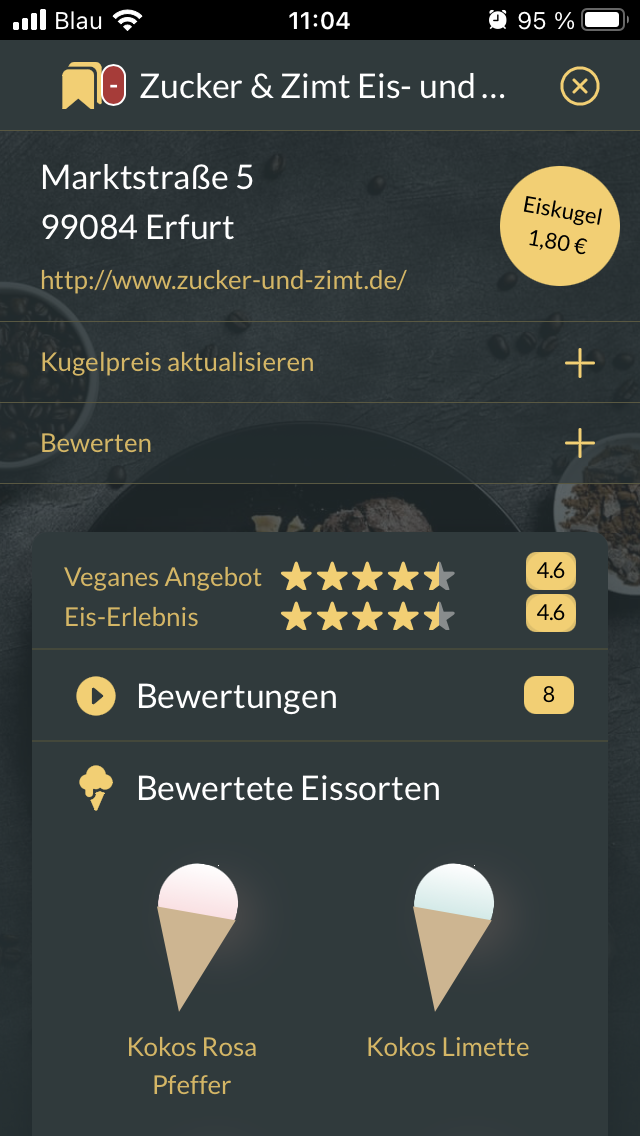 Blau 11:04 95 %
Zucker & Zimt Eis- und ...
Marktstraße 5
99084 Erfurt
http://www.zucker-und-zimt.de/
Eiskugel
1,80 €
Kugelpreis aktualisieren
Bewerten
Veganes Angebot 4.6
Eis-Erlebnis 4.6
Bewertungen 8
Bewertete Eissorten
Kokos Rosa
Pfeffer
Kokos Limette